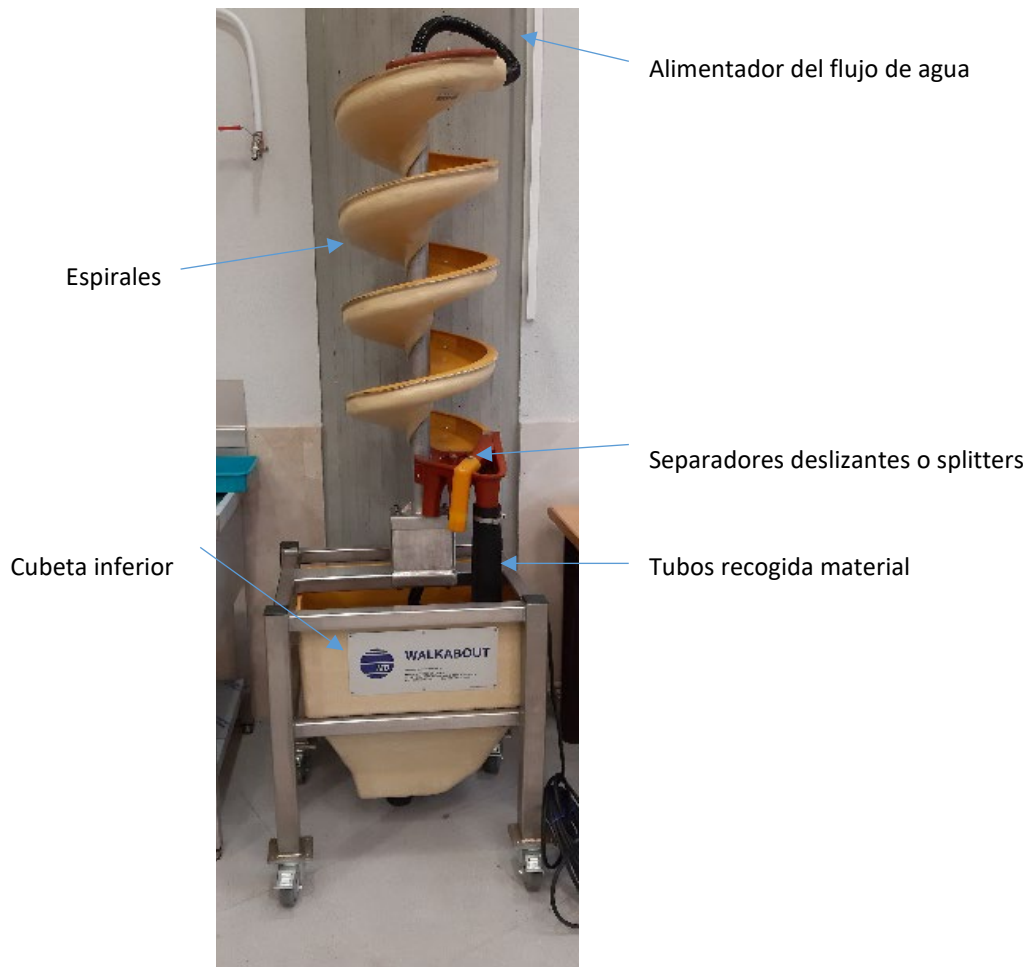 Alimentador del flujo de agua
Espirales
Separadores deslizantes o splitters
Cubeta inferior
Tubos recogida material
WALKABOUT